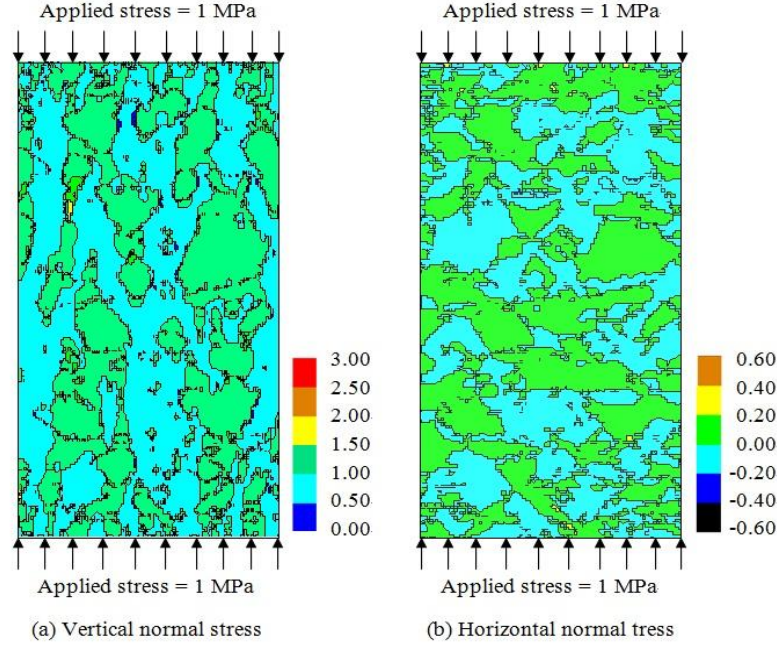 Applied stress = 1 MPa
Applied stress = 1 MPa
3.00
2.50
2.00
1.50
1.00
0.50
0.00
0.60
0.40
0.20
0.00
-0.20
-0.40
-0.60
Applied stress = 1 MPa
Applied stress = 1 MPa
(a) Vertical normal stress
(b) Horizontal normal tress